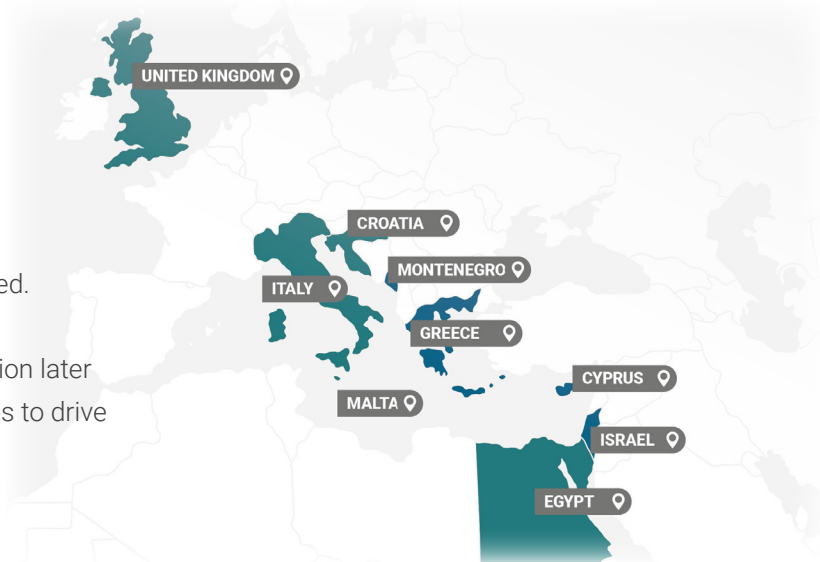 UNITED KINGDOM
CROATIA
MONTENEGRO
ed.
ITALY
GREECE
ion later
CYPRUS
MALTA
s to drive
ISRAEL
EGYPT